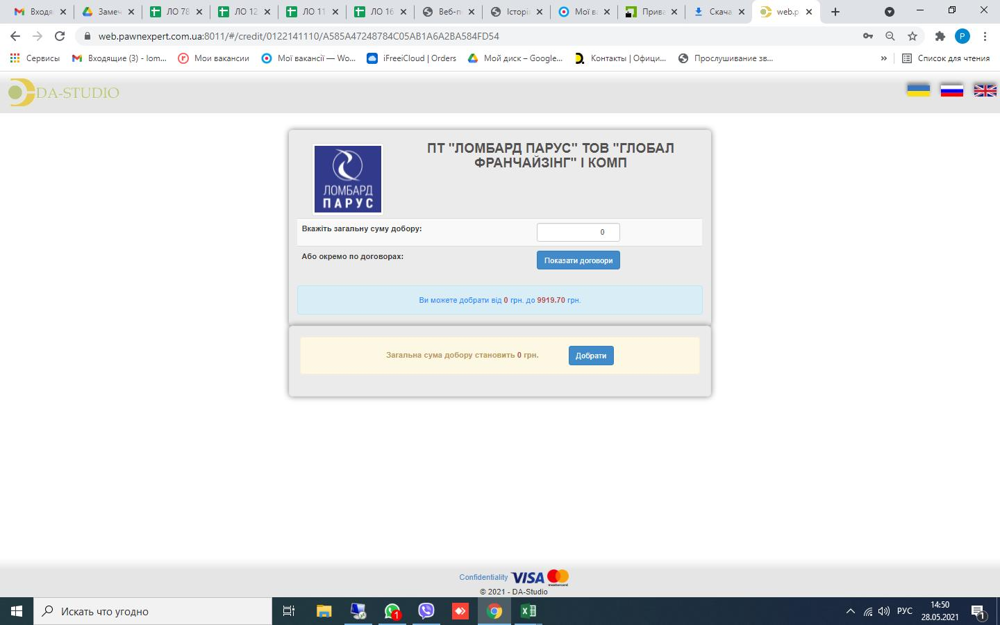 Входя
Замеч
ЛО 78
ЛО 12
ЛО 11
ЛО 16
Веб-п
Історі
Мої ва
Прива
Скача
web.p
web.pawnexpert.com.ua:8011/#/credit/0122141110/A585A47248784C05AB1A6A2BA584FD54
P
Сервисы
Входящие (3) - lom...
Мои вакансии
Мої вакансії — Wo...
iFreeiCloud | Orders
Мой диск – Google...
Контакты | Офици...
Прослушивание зв...
»
Список для чтения
DA-STUDIO
ЛОМБАРД
ПАРУС
ПТ "ЛОМБАРД ПАРУС" ТОВ "ГЛОБАЛ
ФРАНЧАЙЗІНГ" І КОМП
Вкажіть загальну суму добору:
0
Або окремо по договорах:
Показати договори
Ви можете добрати від 0 грн. до 9919.70 грн.
Загальна сума добору становить 0 грн.
Добрати
Confidentiality
VISA
mastercard
© 2021 - DA-Studio
Искать что угодно
1
РУС
14:50
28.05.2021
1